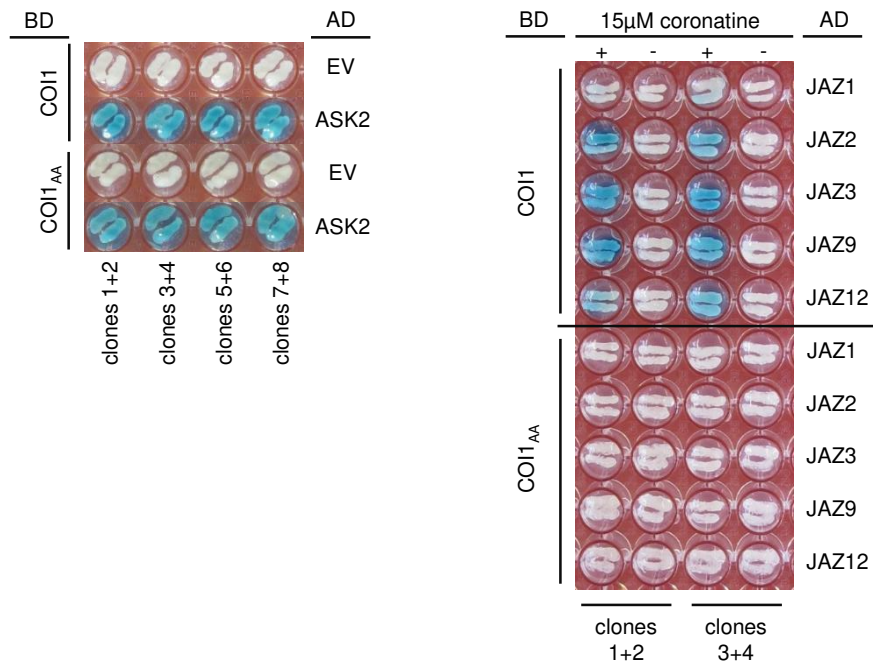 BD AD
COI1
EV
ASK2
COI1AA
EV
ASK2
clones 1+2
clones 3+4
clones 5+6
clones 7+8
BD 15µM coronatine AD
+ - + -
COI1
JAZ1
JAZ2
JAZ3
JAZ9
JAZ12
COI1AA
JAZ1
JAZ2
JAZ3
JAZ9
JAZ12
clones 1+2
clones 3+4